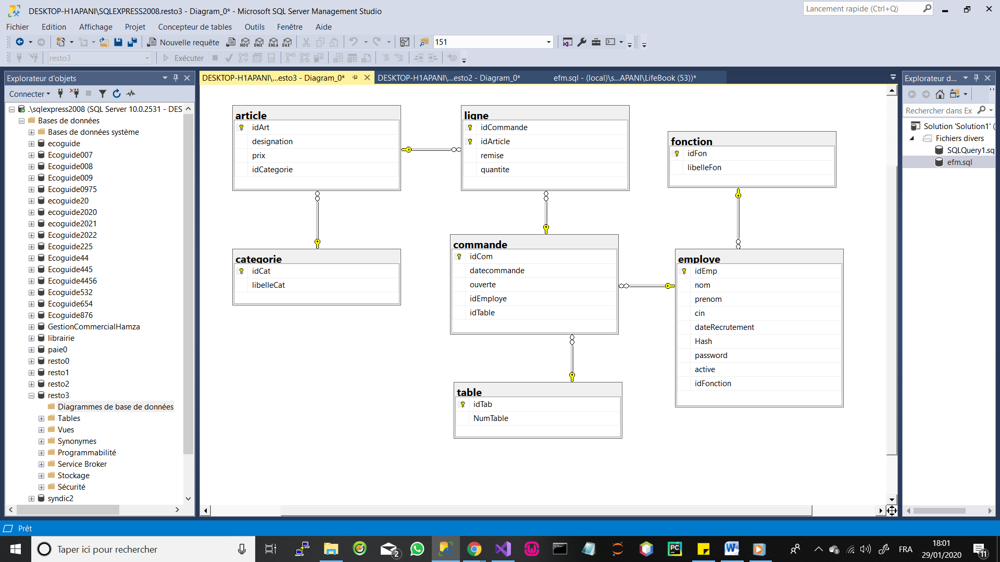 DESKTOP-H1APANI\SQLEXPRESS2008.resto3 - Diagram_0* - Microsoft SQL Server Management Studio
Lancement rapide (Ctrl+Q)
Fichier Edition Affichage Projet Concepteur de tables Outils Fenêtre Aide
Nouvelle requête MDX DMX XMLA DAX 151
resto3 Exécuter
Explorateur d'objets
Connecter
.\sqlexpress2008 (SQL Server 10.0.2531 - DES
Bases de données
Bases de données système
ecoguide
Ecoguide007
Ecoguide008
Ecoguide009
Ecoguide0975
ecoguide20
ecoguide2020
ecoguide2021
Ecoguide2022
Ecoguide225
Ecoguide44
Ecoguide445
Ecoguide4456
Ecoguide532
Ecoguide654
Ecoguide876
GestionCommercialHamza
librairie
paie0
resto0
resto1
resto2
resto3
Diagrammes de base de données
Tables
Vues
Synonymes
Programmabilité
Service Broker
Stockage
Sécurité
syndic2
DESKTOP-H1APANI\...esto3 - Diagram_0*
DESKTOP-H1APANI\...esto2 - Diagram_0*
efm.sql - (local)\s...APANI\LifeBook (53))*
article
idArt
designation
prix
idCategorie
ligne
idCommande
idArticle
remise
quantite
fonction
idFon
libelleFon
categorie
idCat
libelleCat
commande
idCom
datecommande
ouverte
idEmploye
idTable
employe
idEmp
nom
prenom
cin
dateRecrutement
Hash
password
active
idFonction
table
idTab
NumTable
Explorateur d...
Rechercher dans Ex
Solution 'Solution1' (
Fichiers divers
SQLQuery1.sq
efm.sql
Prêt
Taper ici pour rechercher
2
PC
FRA
18:01
29/01/2020
11